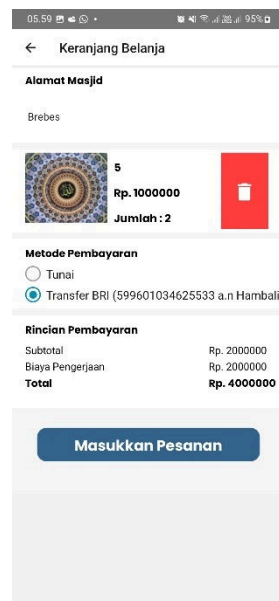 05.59
95%
Keranjang Belanja
Alamat Masjid
Brebes
5
Rp. 1000000
Jumlah : 2
Metode Pembayaran
Tunai
Transfer BRI (599601034625533 a.n Hambali
Rincian Pembayaran
Subtotal Rp. 2000000
Biaya Pengerjaan Rp. 2000000
Total Rp. 4000000
Masukkan Pesanan